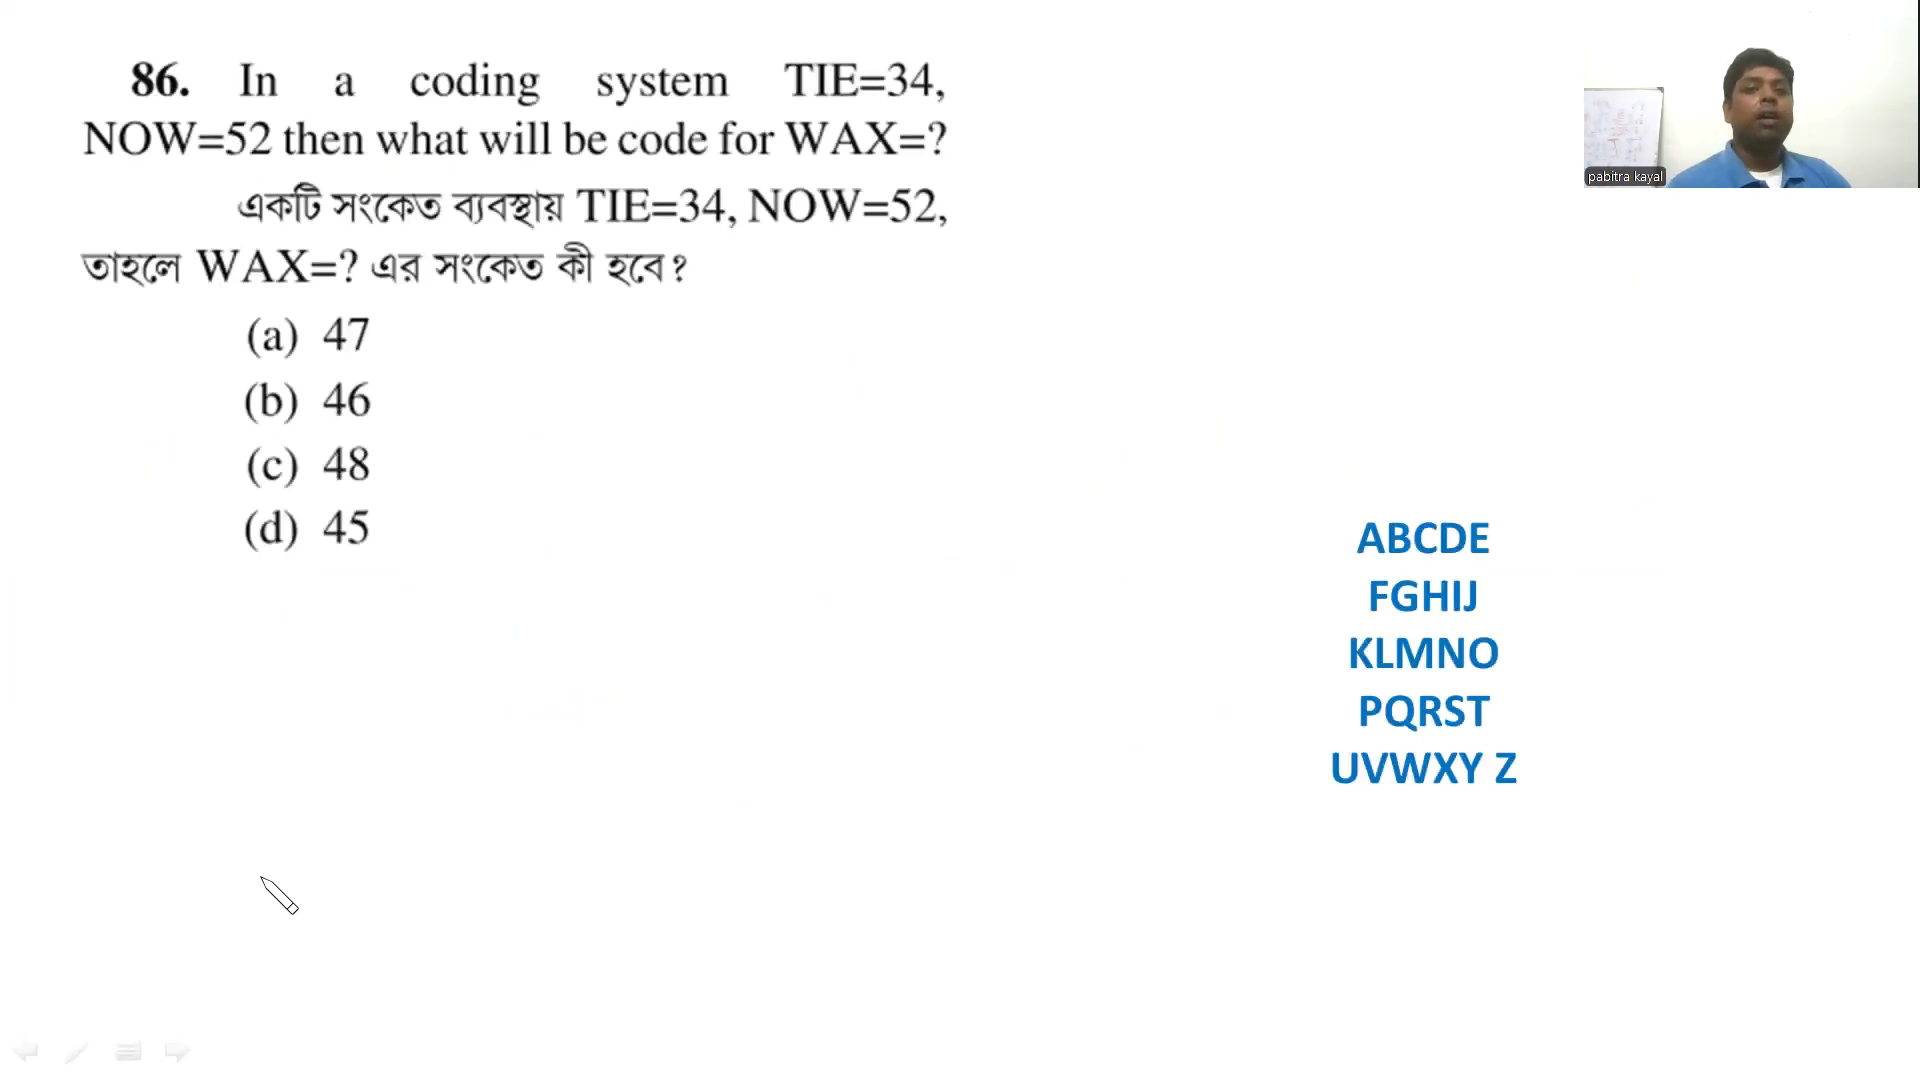 86. In a coding system TIE=34,
NOW=52 then what will be code for WAX=?
একটি সংকেত ব্যবস্থায় TIE=34, NOW=52,
তাহলে WAX=? এর সংকেত কী হবে?
(a) 47
(b) 46
(c) 48
(d) 45
pabitra kayal
ABCDE
FGHIJ
KLMNO
PQRST
UVWXY Z